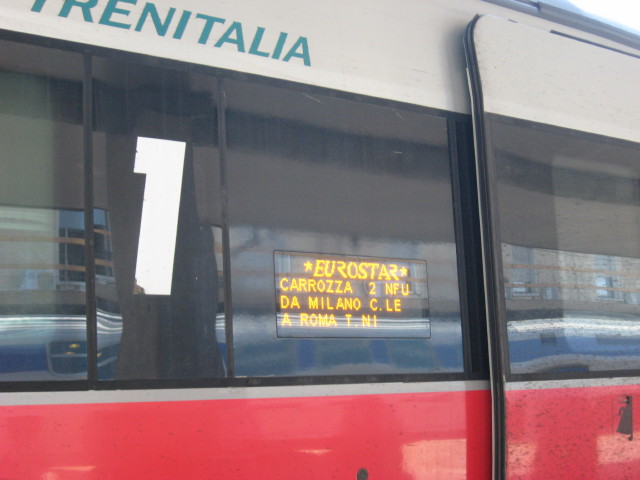 TRENITALIA
1
*EUROSTAR*
CARROZZA 2 NFU
DA MILANO C.LE
A ROMA T NI